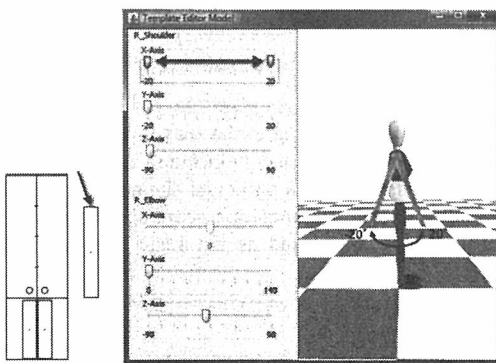 Template Editor Model
R_Shoulder
X-Axis
-20 20
Y-Axis
-20 20
Z-Axis
-90 90
R_Elbow
X-Axis
0
Y-Axis
0 140
Z-Axis
-90 90
-20° 20°